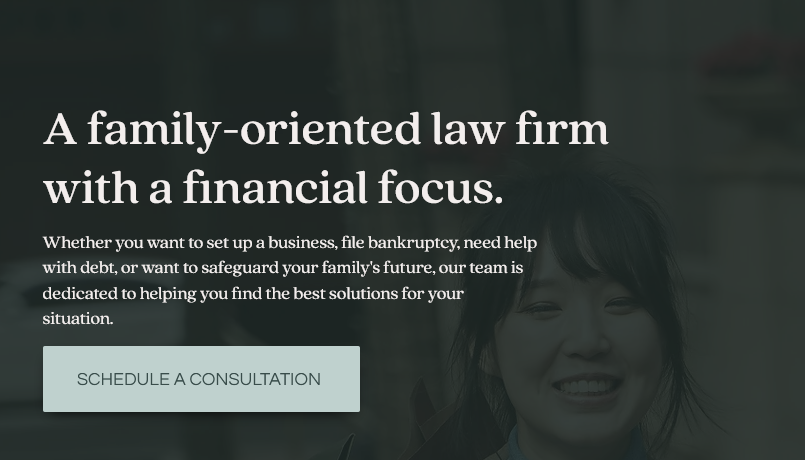 A family-oriented law firm
with a financial focus.
Whether you want to set up a business, file bankruptcy, need help
with debt, or want to safeguard your family's future, our team is
dedicated to helping you find the best solutions for your
situation.
SCHEDULE A CONSULTATION